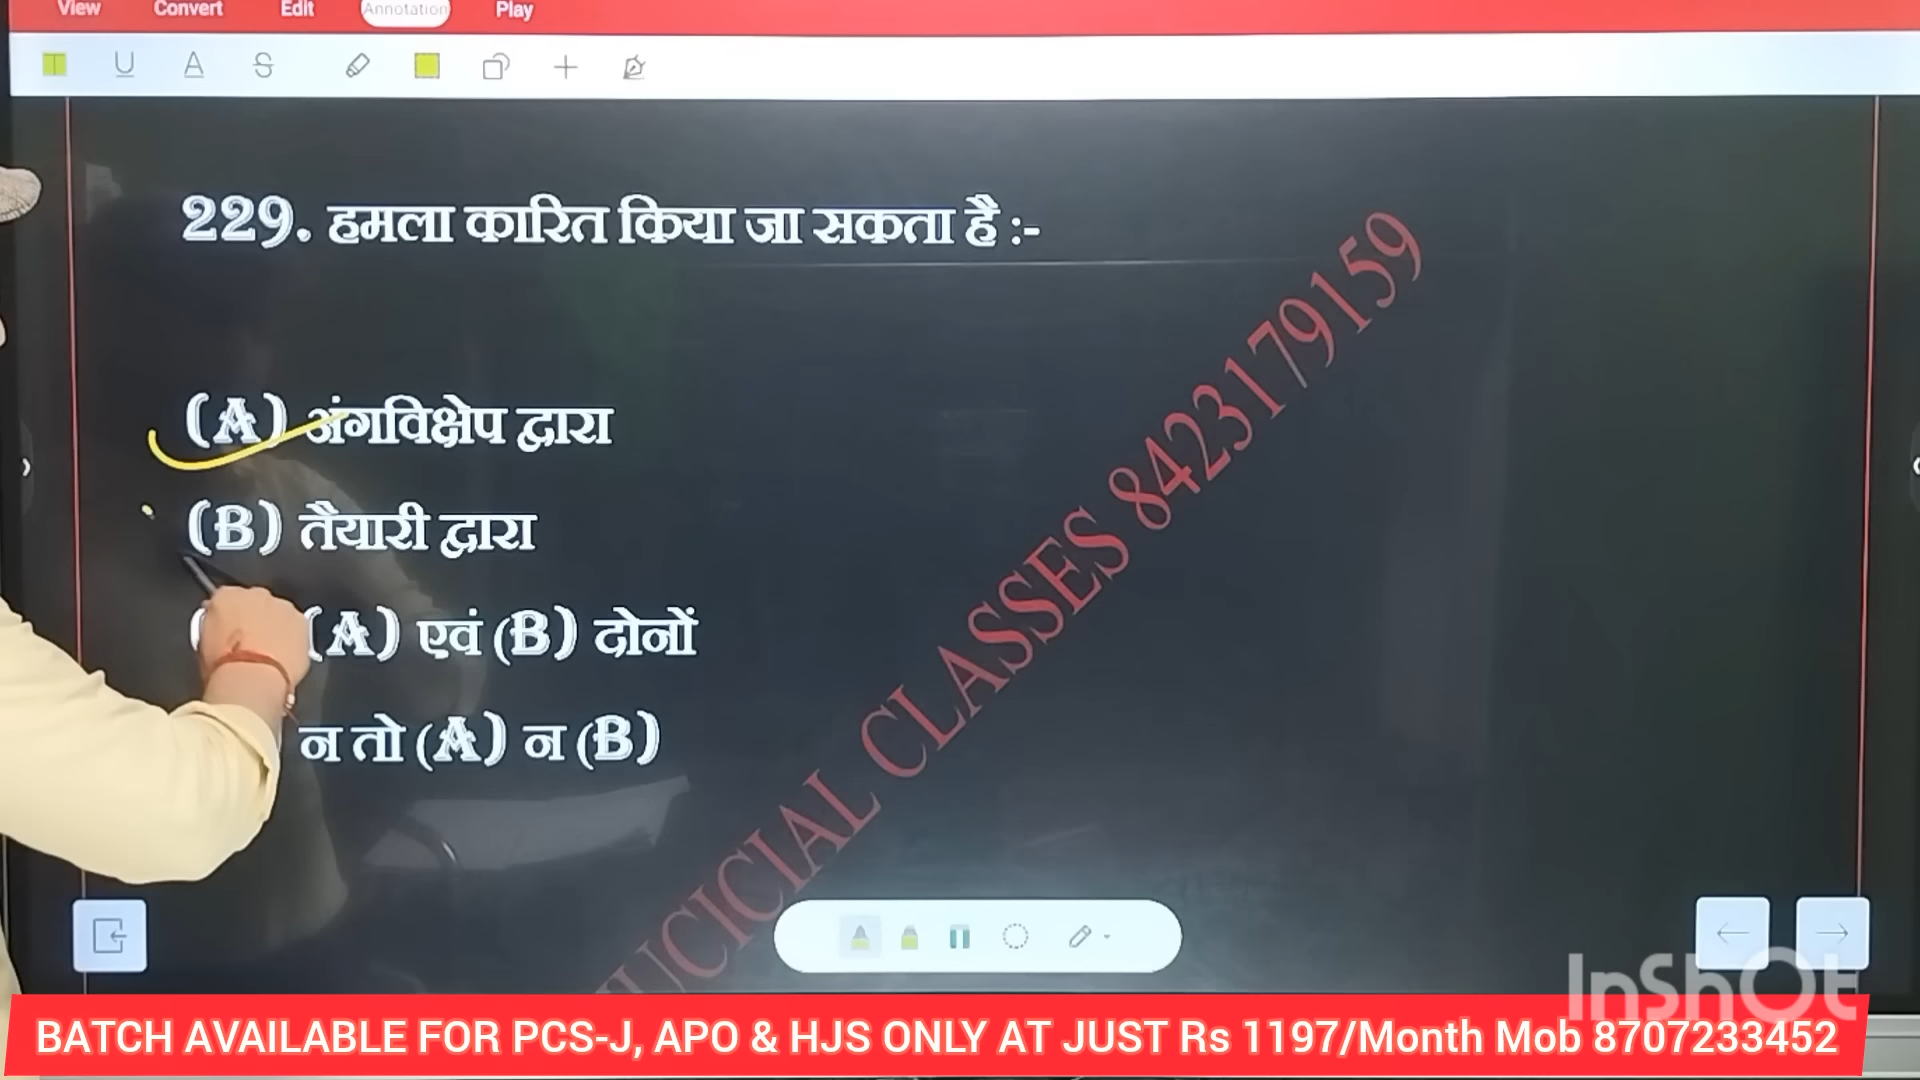 View Convert Edit Annotation Play
T U A S
229. हमला कारित किया जा सकता है :-
(A) अंगविक्षेप द्वारा
(B) तैयारी द्वारा
(A) एवं (B) दोनों
न तो (A) न (B)
UCICIAL CLASSES 8423179159
InShOt
BATCH AVAILABLE FOR PCS-J, APO & HJS ONLY AT JUST Rs 1197/Month Mob 8707233452